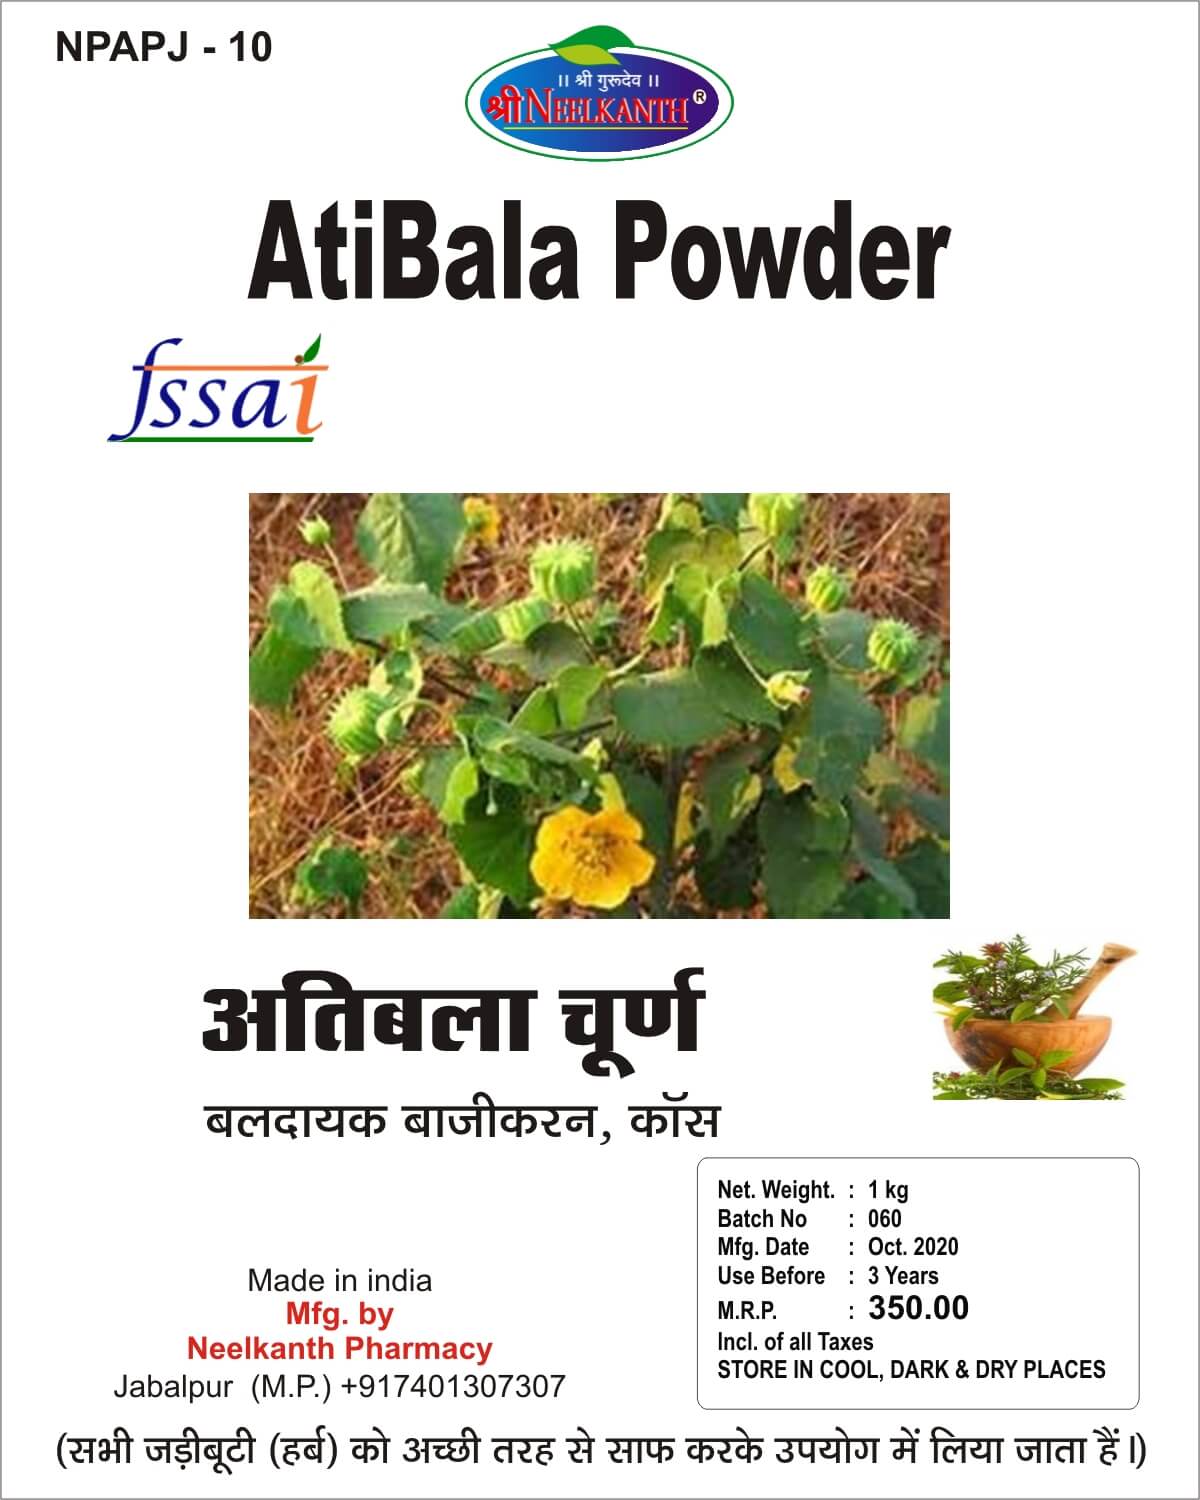 NPAPJ - 10
।। श्री गुरूदेव ।।
श्री NEELKANTH ®
AtiBala Powder
fssai
अतिबला चूर्ण
बलदायक बाजीकरन, कॉस
Net. Weight. : 1 kg
Batch No : 060
Mfg. Date : Oct. 2020
Use Before : 3 Years
M.R.P. : 350.00
Incl. of all Taxes
STORE IN COOL, DARK & DRY PLACES
Made in india
Mfg. by
Neelkanth Pharmacy
Jabalpur (M.P.) +917401307307
(सभी जड़ीबूटी (हर्ब) को अच्छी तरह से साफ करके उपयोग में लिया जाता हैं।)